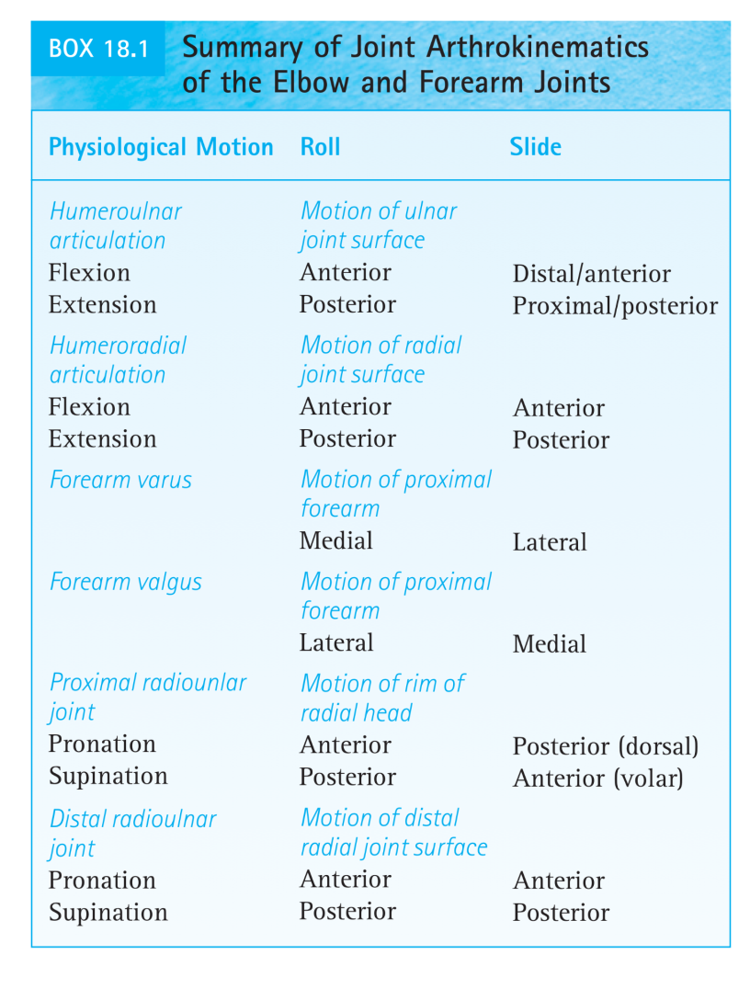 BOX 18.1 Summary of Joint Arthrokinematics
of the Elbow and Forearm Joints
Physiological Motion Roll Slide
Humeroulnar Motion of ulnar
articulation joint surface
Flexion Anterior Distal/anterior
Extension Posterior Proximal/posterior
Humeroradial Motion of radial
articulation joint surface
Flexion Anterior Anterior
Extension Posterior Posterior
Forearm varus Motion of proximal
forearm
Medial Lateral
Forearm valgus Motion of proximal
forearm
Lateral Medial
Proximal radiounlar Motion of rim of
joint radial head
Pronation Anterior Posterior (dorsal)
Supination Posterior Anterior (volar)
Distal radioulnar Motion of distal
joint radial joint surface
Pronation Anterior Anterior
Supination Posterior Posterior